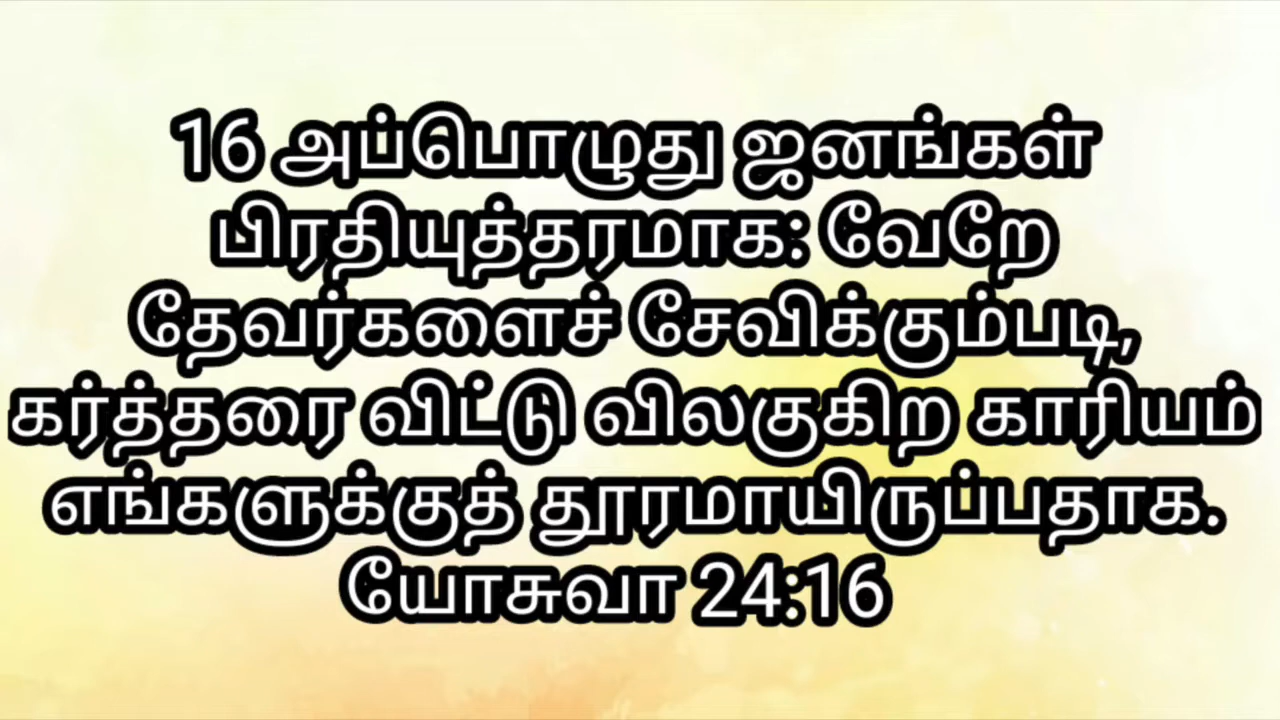 16 அப்பொழுது ஜனங்கள்
பிரதியுத்தரமாக: வேறே
தேவர்களைச் சேவிக்கும்படி,
கர்த்தரை விட்டு விலகுகிற காரியம்
எங்களுக்குத் தூரமாயிருப்பதாக.
யோசுவா 24:16